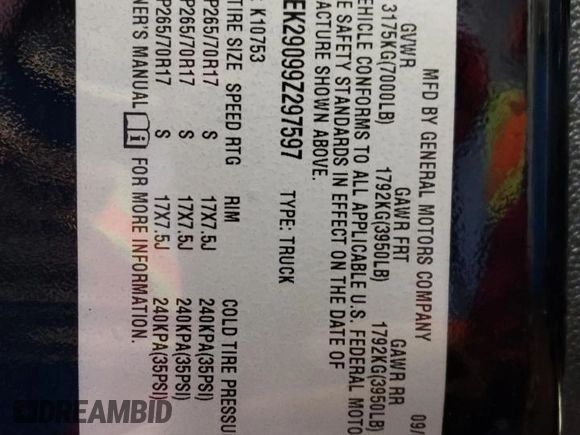 MFD BY GENERAL MOTORS COMPANY 09/
GVWR GAWR FRT GAWR RR
3175KG(7000LB) 1792KG(3950LB) 1792KG(3950LB)
EHICLE CONFORMS TO ALL APPLICABLE U.S. FEDERAL MOTO
E SAFETY STANDARDS IN EFFECT ON THE DATE OF
FACTURE SHOWN ABOVE.
EK29099Z297597 TYPE: TRUCK
: K10753
TIRE SIZE SPEED RTG RIM COLD TIRE PRESSU
P265/70R17 S 17X7.5J 240KPA(35PSI)
P265/70R17 S 17X7.5J 240KPA(35PSI)
P265/70R17 S 17X7.5J 240KPA(35PSI)
NER'S MANUAL i FOR MORE INFORMATION.
DREAMBID